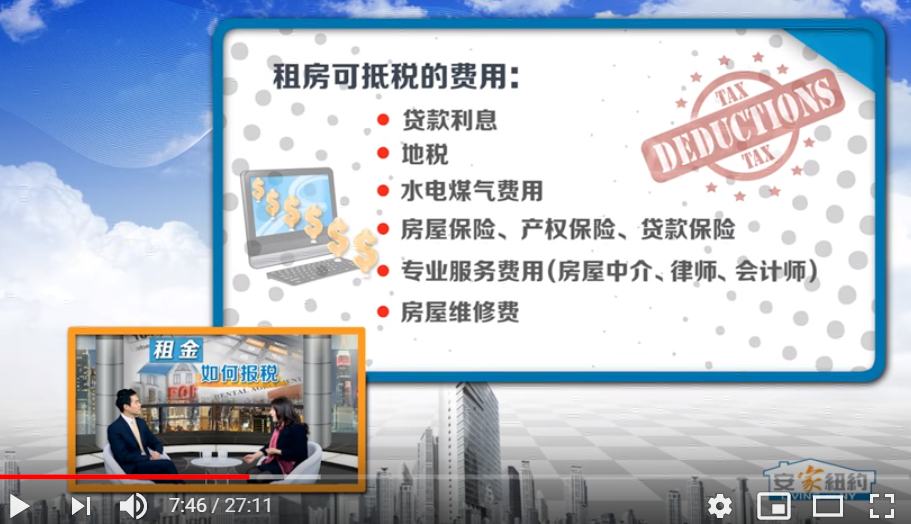 租房可抵税的费用：
TAX
DEDUCTIONS
TAX
贷款利息
地税
水电煤气费用
房屋保险、产权保险、贷款保险
专业服务费用(房屋中介、律师、会计师)
房屋维修费
$ $ $ $ $ $
租金
如何报税
FOR
RENTAL AGREEMENT
安家紐約
7:46 / 27:11